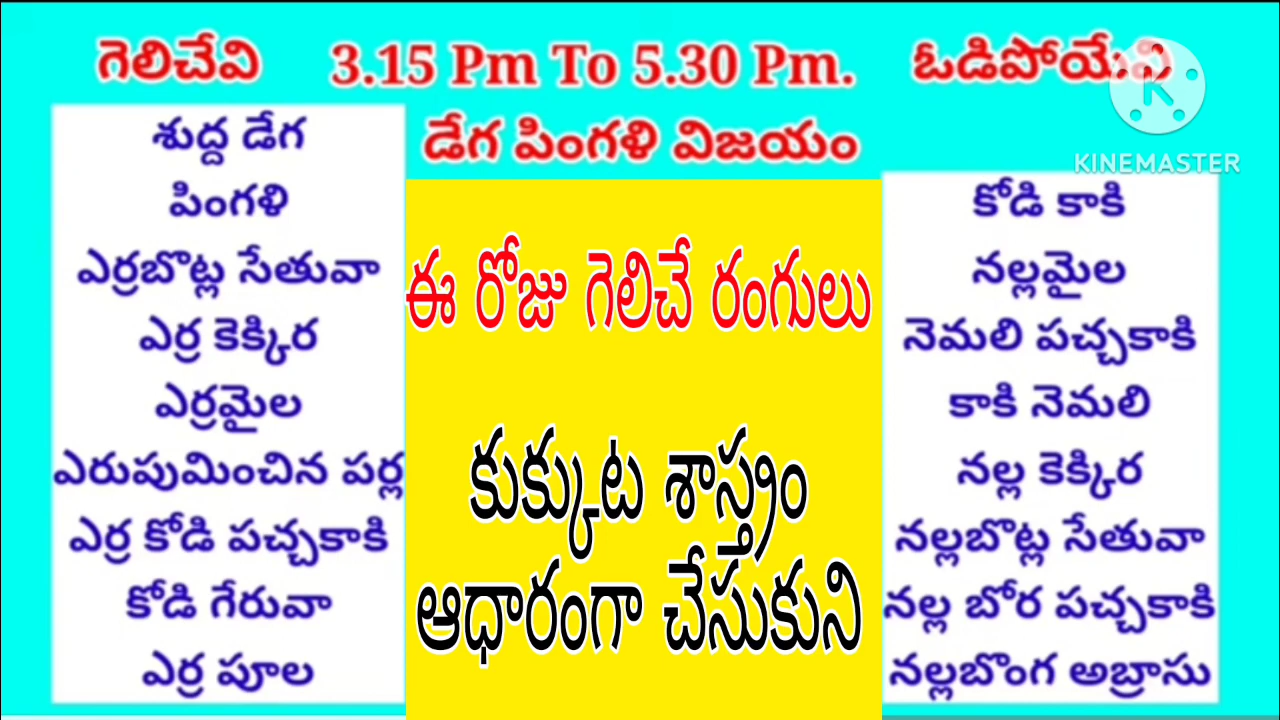 గెలిచేవి 3.15 Pm To 5.30 Pm.
డేగ పింగళి విజయం
శుద్ద డేగ
పింగళి
ఎర్రబొట్ల సేతువా
ఎర్ర కెక్కిర
ఎర్రమైల
ఎరుపుమించిన పర్ల
ఎర్ర కోడి పచ్చకాకి
కోడి గేరువా
ఎర్ర పూల
ఈ రోజు గెలిచే రంగులు
కుక్కుట శాస్త్రం
ఆధారంగా చేసుకుని
KINEMASTER
కోడి కాకి
నల్లమైల
నెమలి పచ్చకాకి
కాకి నెమలి
నల్ల కెక్కిర
నల్లబొట్ల సేతువా
నల్ల బోర పచ్చకాకి
నల్లబొంగ అబ్రాసు